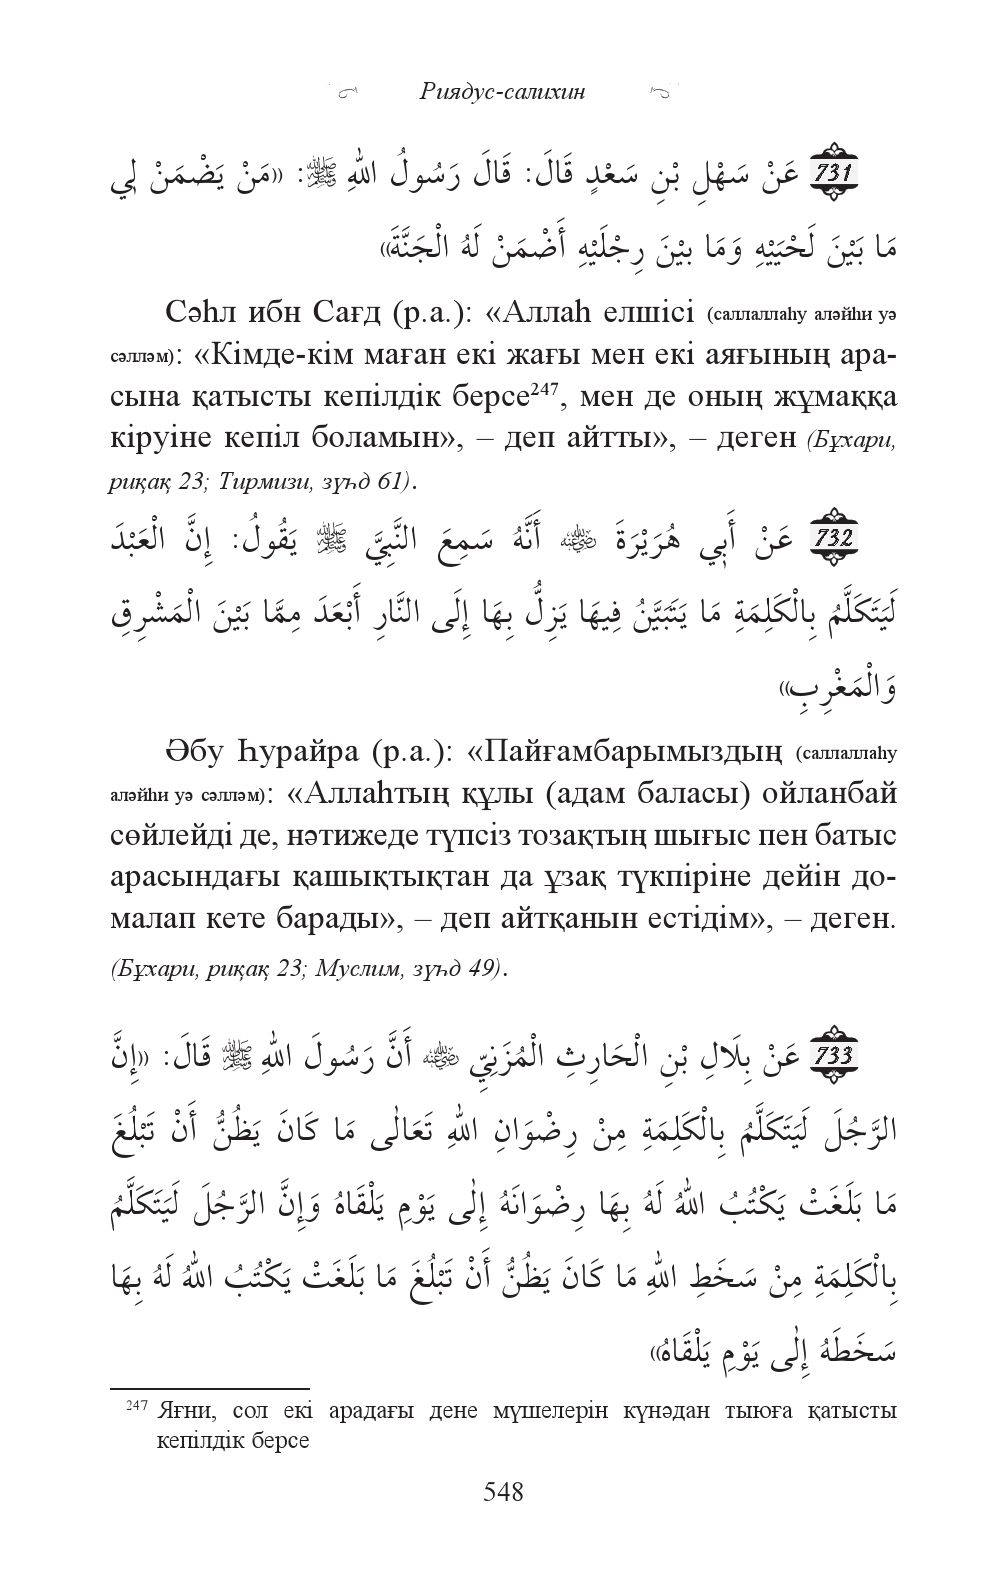 Риядус-салихин
731 عَنْ سَهْلِ بْنِ سَعْدٍ قَالَ: قَالَ رَسُولُ اللهِ ﷺ: «مَنْ يَضْمَنْ لِي
مَا بَيْنَ لَحْيَيْهِ وَمَا بيْنَ رِجْلَيْهِ أَضْمَنْ لَهُ الْجَنَّةَ»
Сәһл ибн Сағд (р.а.): «Аллаһ елшісі (саллаллаһу аләйһи уә
сәлләм): «Кімде-кім маған екі жағы мен екі аяғының ара-
сына қатысты кепілдік берсе²⁴⁷, мен де оның жұмаққа
кіруіне кепіл боламын», – деп айтты», – деген (Бұхари,
риқақ 23; Тирмизи, зүһд 61).
732 عَنْ أَبِي هُرَيْرَةَ رضي الله عنه أَنَّهُ سَمِعَ النَّبِيَّ ﷺ يَقُولُ: إِنَّ الْعَبْدَ
لَيَتَكَلَّمُ بِالْكَلِمَةِ مَا يَتَبَيَّنُ فِيهَا يَزِلُّ بِهَا إِلَى النَّارِ أَبْعَدَ مِمَّا بَيْنَ الْمَشْرِقِ
وَالْمَغْرِبِ»
Әбу Һурайра (р.а.): «Пайғамбарымыздың (саллаллаһу
аләйһи уә сәлләм): «Аллаһтың құлы (адам баласы) ойланбай
сөйлейді де, нәтижеде түпсіз тозақтың шығыс пен батыс
арасындағы қашықтықтан да ұзақ түкпіріне дейін до-
малап кете барады», – деп айтқанын естідім», – деген.
(Бұхари, риқақ 23; Муслим, зүһд 49).
733 عَنْ بِلَالِ بْنِ الْحَارِثِ الْمُزَنِيِّ رضي الله عنه أَنَّ رَسُولَ اللهِ ﷺ قَالَ: «إِنَّ
الرَّجُلَ لَيَتَكَلَّمُ بِالْكَلِمَةِ مِنْ رِضْوَانِ اللهِ تَعَالٰى مَا كَانَ يَظُنُّ أَنْ تَبْلُغَ
مَا بَلَغَتْ يَكْتُبُ اللهُ لَهُ بِهَا رِضْوَانَهُ إِلٰى يَوْمِ يَلْقَاهُ وَإِنَّ الرَّجُلَ لَيَتَكَلَّمُ
بِالْكَلِمَةِ مِنْ سَخَطِ اللهِ مَا كَانَ يَظُنُّ أَنْ تَبْلُغَ مَا بَلَغَتْ يَكْتُبُ اللهُ لَهُ بِهَا
سَخَطَهُ إِلٰى يَوْمِ يَلْقَاهُ»
²⁴⁷ Яғни, сол екі арадағы дене мүшелерін күнәдан тыюға қатысты
кепілдік берсе
548